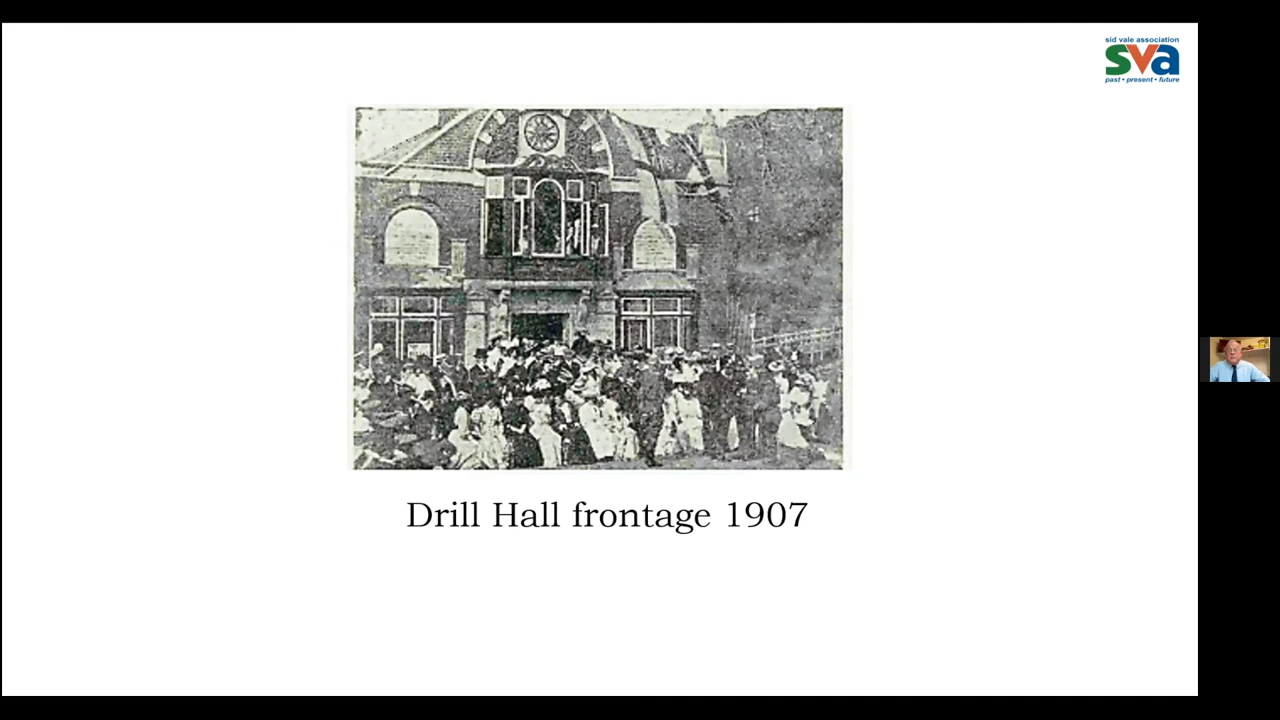 sid vale association
sva
past • present • future
Drill Hall frontage 1907